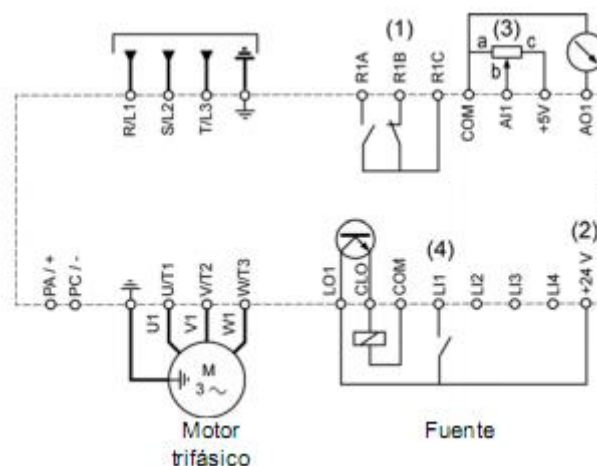 (1)
(3)
R1A
R1B
R1C
a
c
b
R/L1
S/L2
T/L3
COM
AI1
+5V
AO1
(2)
(4)
PA / +
PC / -
U/T1
V/T2
W/T3
LO1
CLO
COM
LI1
LI2
LI3
LI4
+24 V
U1
V1
W1
M
3 ~
Motor
trifásico
Fuente